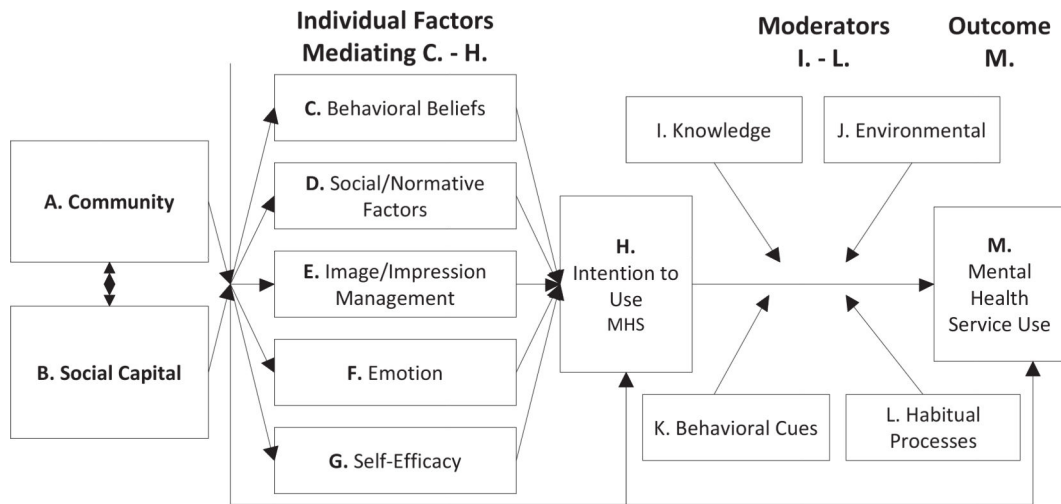 Individual Factors
Mediating C. - H.
Moderators
I. - L.
Outcome
M.
A. Community
B. Social Capital
C. Behavioral Beliefs
D. Social/Normative
Factors
E. Image/Impression
Management
F. Emotion
G. Self-Efficacy
H.
Intention to
Use
MHS
I. Knowledge
J. Environmental
K. Behavioral Cues
L. Habitual
Processes
M.
Mental
Health
Service Use